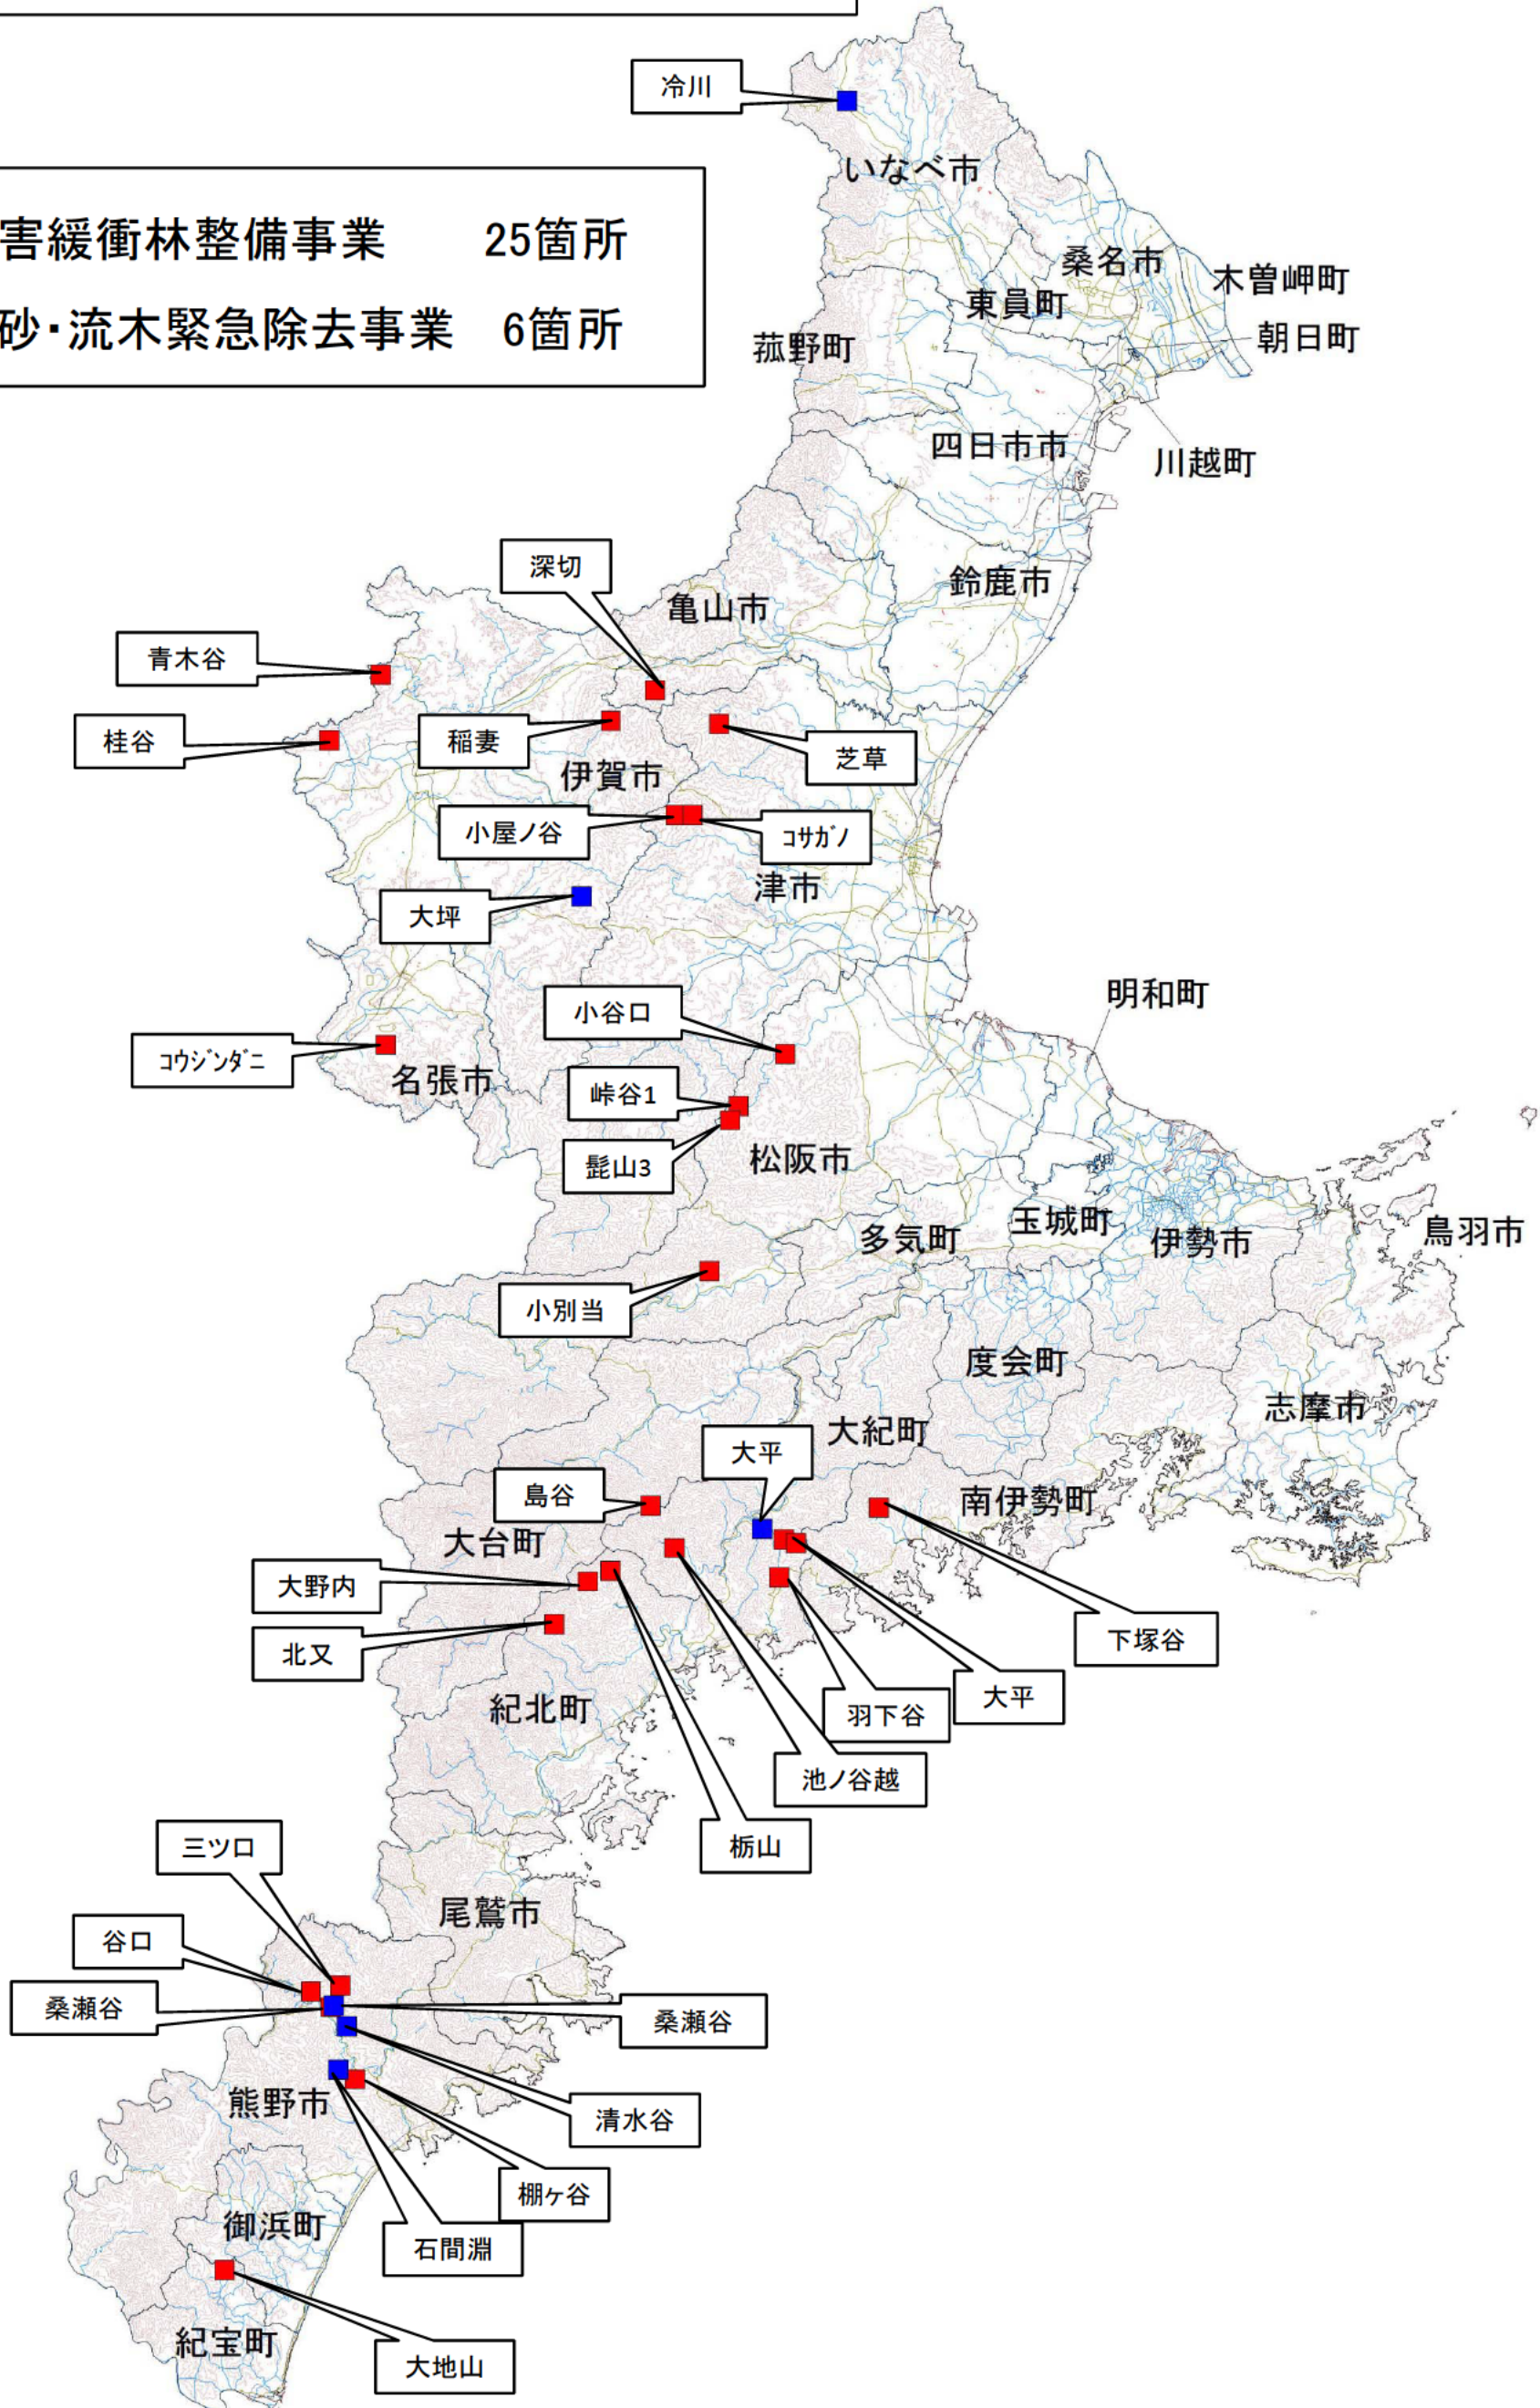 冷川
いなべ市
害緩衝林整備事業 25箇所
砂・流木緊急除去事業 6箇所
桑名市
木曽岬町
東員町
朝日町
菰野町
四日市市
川越町
深切
鈴鹿市
亀山市
青木谷
桂谷
稲妻
芝草
伊賀市
小屋ノ谷
コサガノ
津市
大坪
明和町
小谷口
コウジンダニ
名張市
峠谷1
髭山3
松阪市
玉城町
多気町
伊勢市
鳥羽市
小別当
度会町
志摩市
大紀町
大平
島谷
南伊勢町
大台町
大野内
下塚谷
北又
大平
紀北町
羽下谷
池ノ谷越
栃山
三ツ口
尾鷲市
谷口
桑瀬谷
桑瀬谷
熊野市
清水谷
棚ヶ谷
御浜町
石間淵
紀宝町
大地山